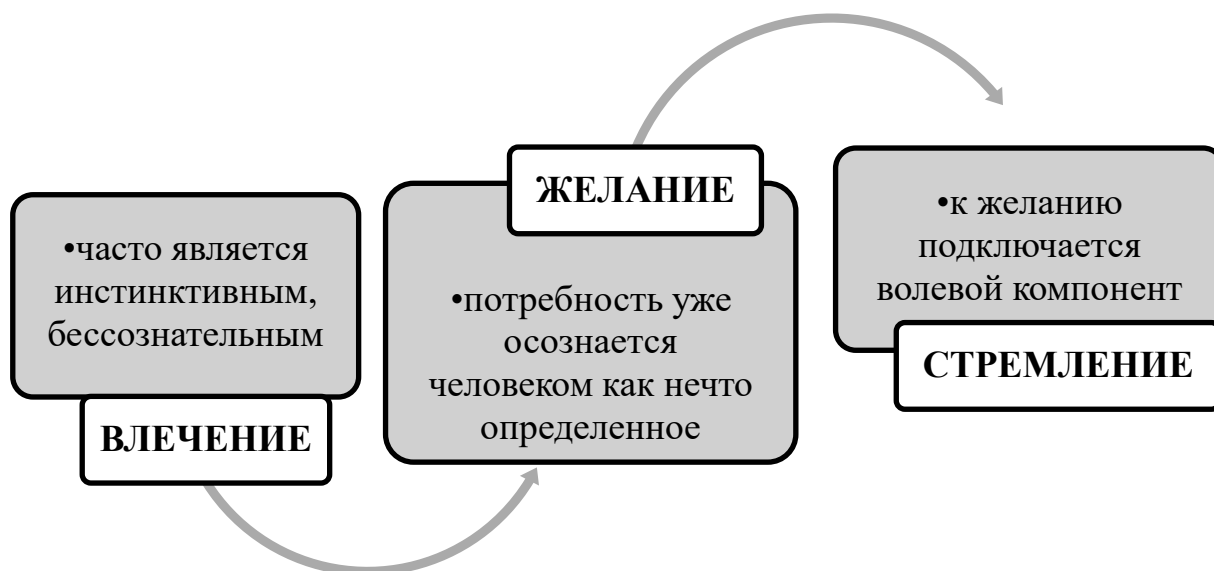 •часто является
инстинктивным,
бессознательным
ВЛЕЧЕНИЕ
ЖЕЛАНИЕ
•потребность уже
осознается
человеком как нечто
определенное
•к желанию
подключается
волевой компонент
СТРЕМЛЕНИЕ